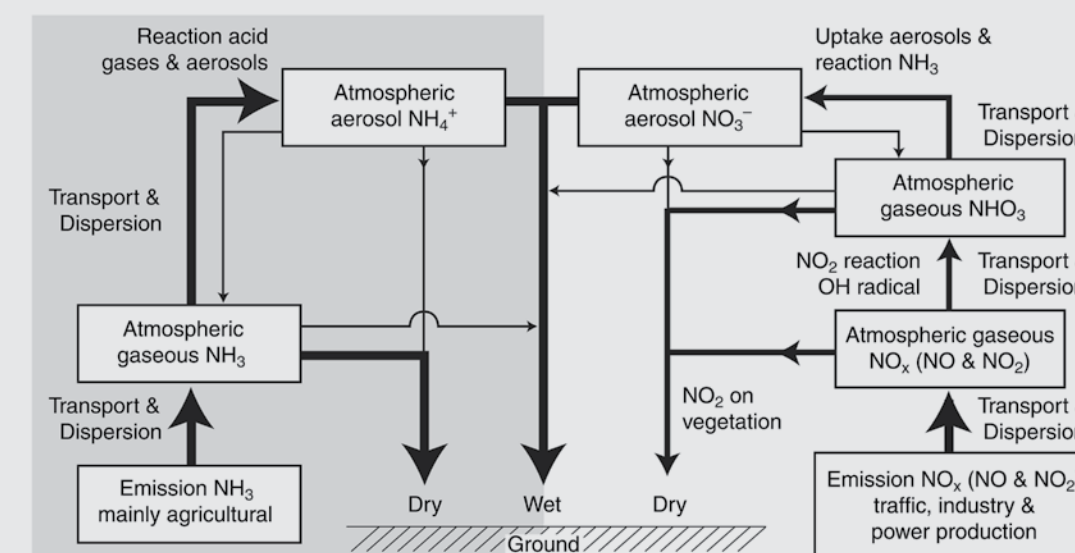 Reaction acid
gases & aerosols
Uptake aerosols &
reaction NH₃
Atmospheric
aerosol NH₄⁺
Atmospheric
aerosol NO₃⁻
Transport
Dispersion
Atmospheric
gaseous NHO₃
Transport &
Dispersion
NO₂ reaction
OH radical
Transport
Dispersion
Atmospheric
gaseous NH₃
Atmospheric gaseous
NOₓ (NO & NO₂)
NO₂ on
vegetation
Transport &
Dispersion
Transport
Dispersion
Emission NH₃
mainly agricultural
Emission NOₓ (NO & NO₂
traffic, industry &
power production
Dry
Wet
Dry
Ground